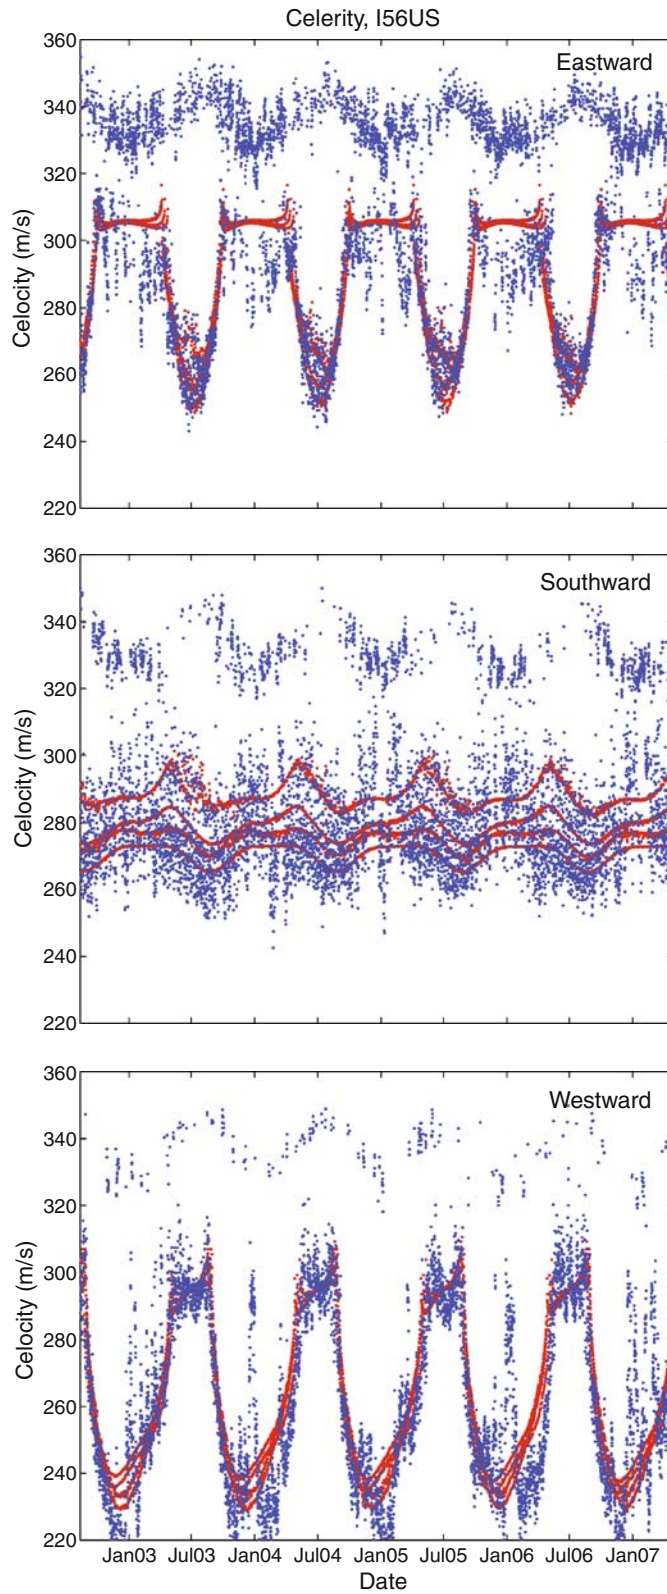 Celerity, I56US
Eastward
Celocity (m/s)
360
340
320
300
280
260
240
220
Southward
Celocity (m/s)
360
340
320
300
280
260
240
220
Westward
Celocity (m/s)
360
340
320
300
280
260
240
220
Jan03 Jul03 Jan04 Jul04 Jan05 Jul05 Jan06 Jul06 Jan07
Date